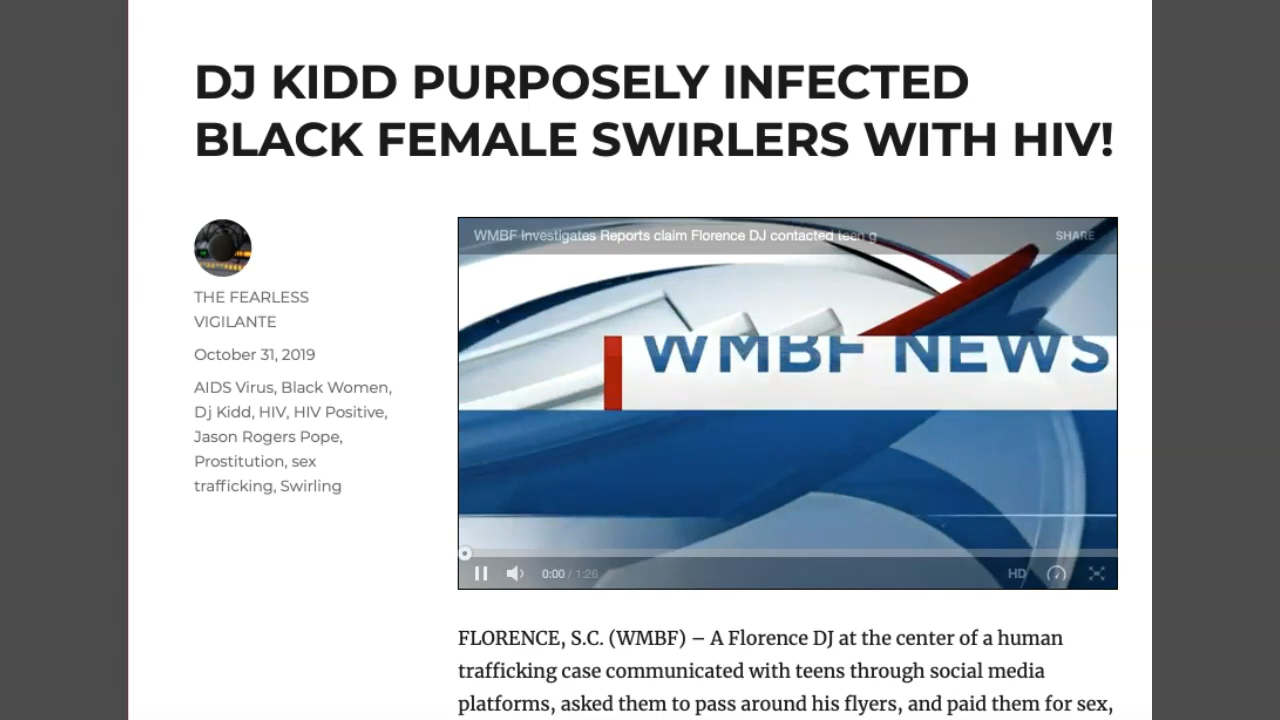 DJ KIDD PURPOSELY INFECTED
BLACK FEMALE SWIRLERS WITH HIV!
THE FEARLESS
VIGILANTE
October 31, 2019
AIDS Virus, Black Women,
Dj Kidd, HIV, HIV Positive,
Jason Rogers Pope,
Prostitution, sex
trafficking, Swirling
WMBF Investigates Reports claim Florence DJ contacted teen g
SHARE
WMBF NEWS
0:00 / 1:26
HD
FLORENCE, S.C. (WMBF) – A Florence DJ at the center of a human
trafficking case communicated with teens through social media
platforms, asked them to pass around his flyers, and paid them for sex,